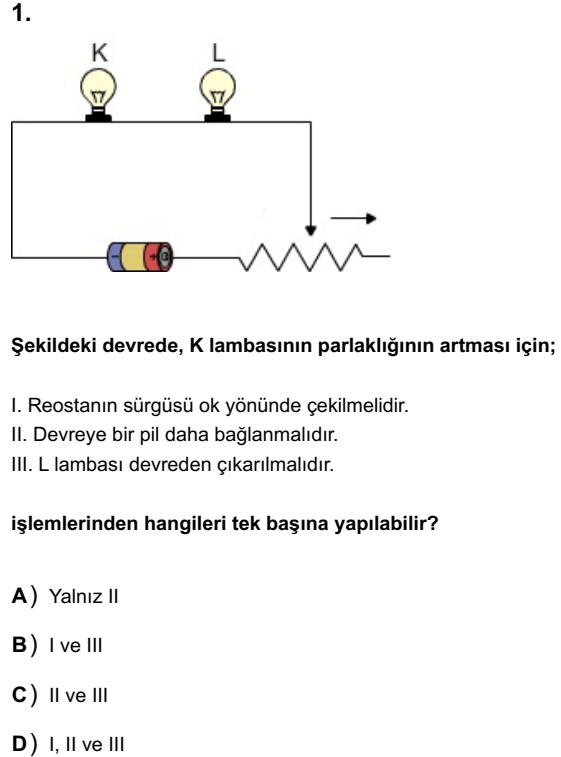 1.
K L
- +
Şekildeki devrede, K lambasının parlaklığının artması için;
I. Reostanın sürgüsü ok yönünde çekilmelidir.
II. Devreye bir pil daha bağlanmalıdır.
III. L lambası devreden çıkarılmalıdır.
işlemlerinden hangileri tek başına yapılabilir?
A) Yalnız II
B) I ve III
C) II ve III
D) I, II ve III